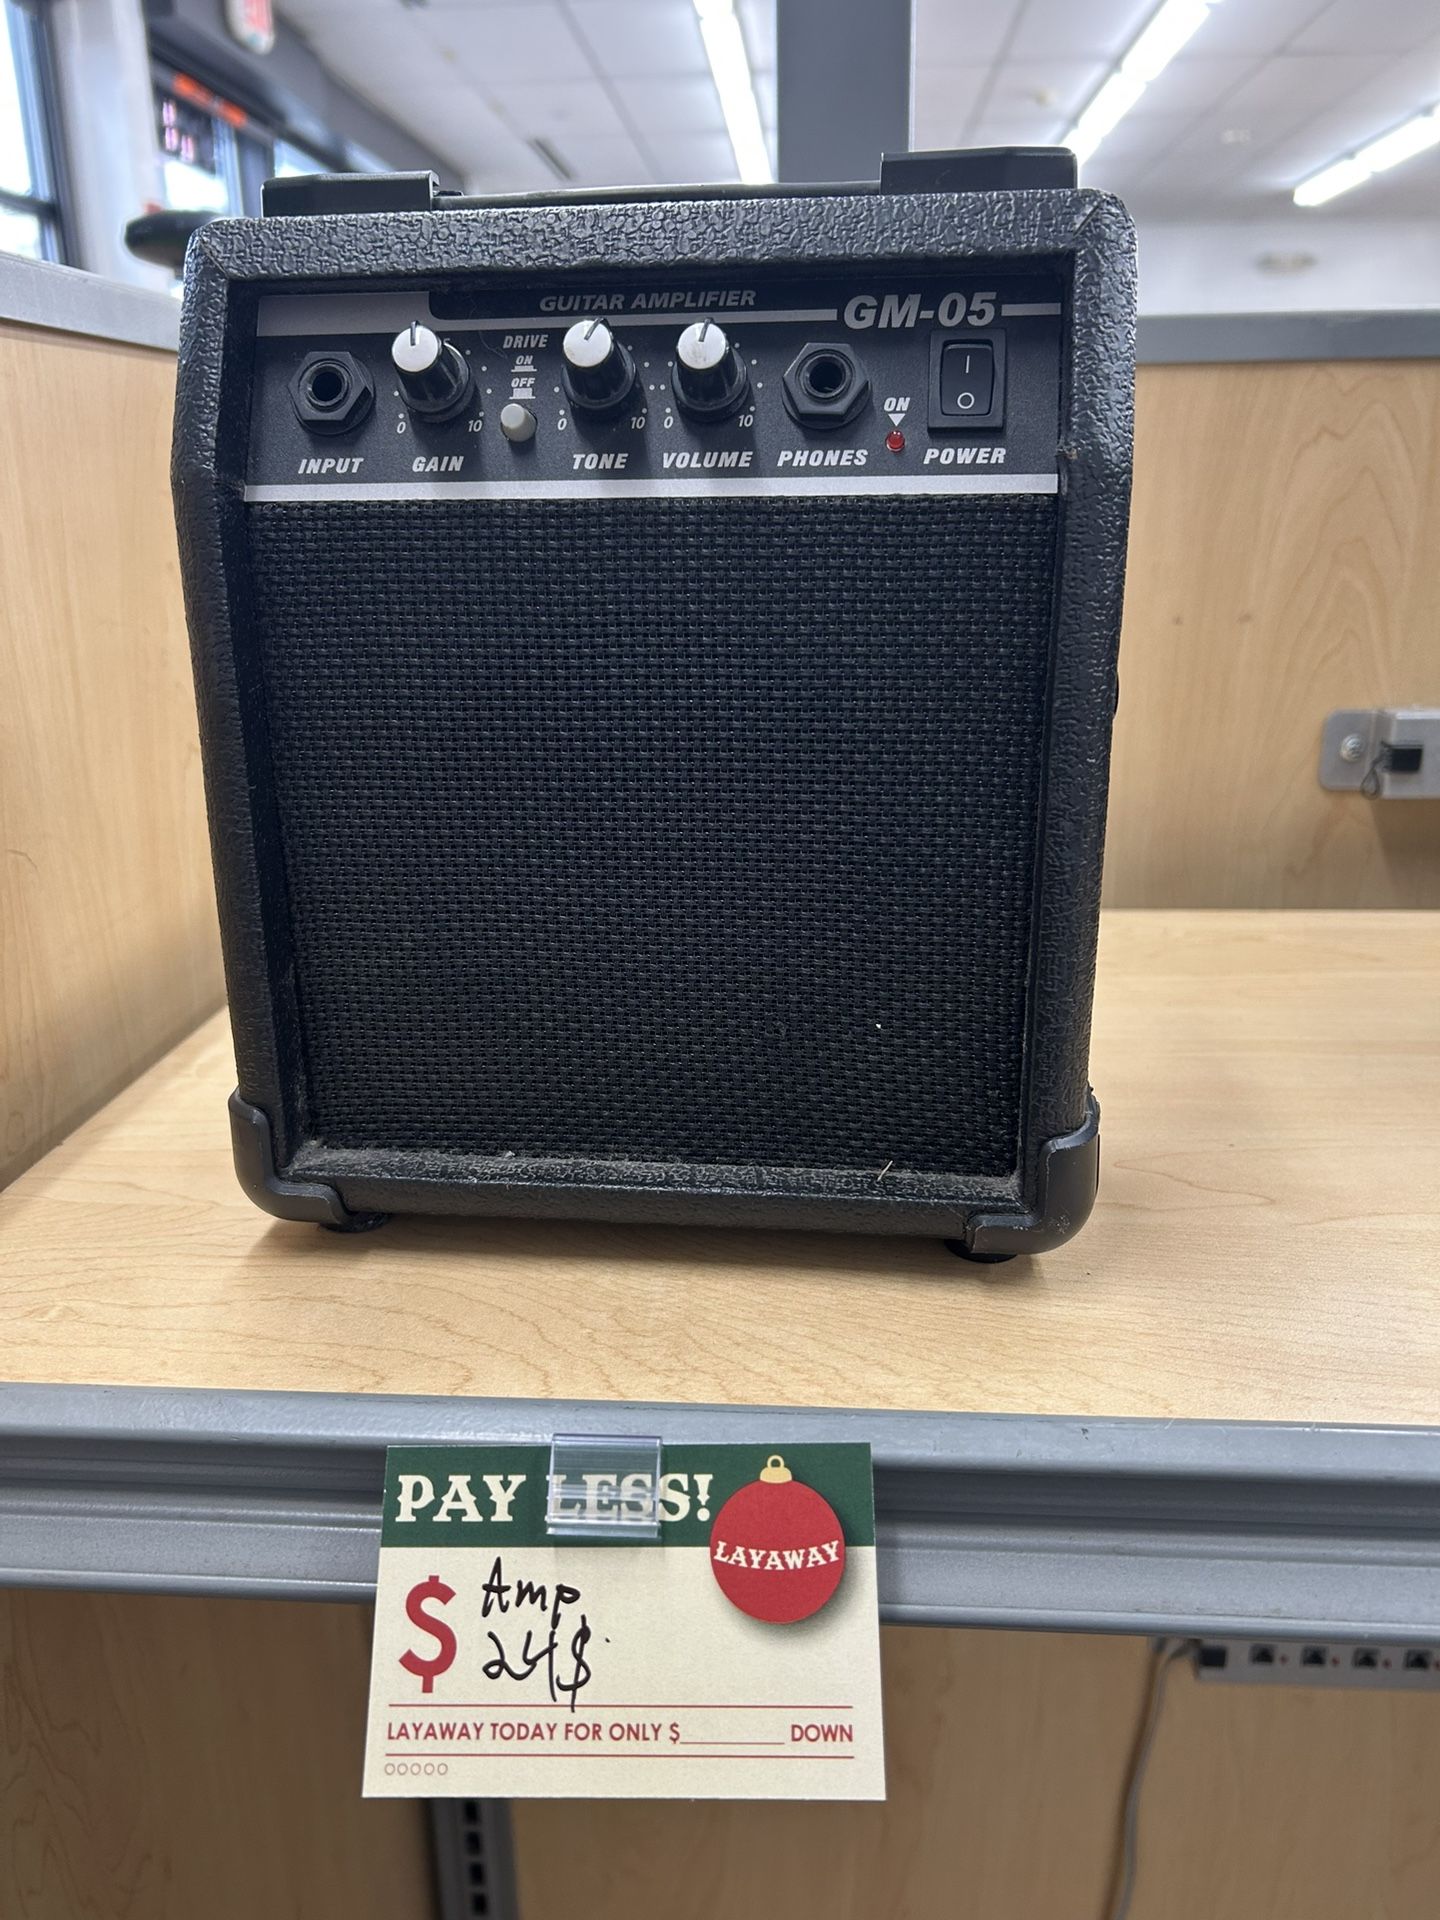 GUITAR AMPLIFIER
GM-05
DRIVE
ON
OFF
0 10
0 10
0 10
ON
I
O
INPUT
GAIN
TONE
VOLUME
PHONES
POWER
PAY LESS!
LAYAWAY
$ Amp
24$
LAYAWAY TODAY FOR ONLY $________ DOWN